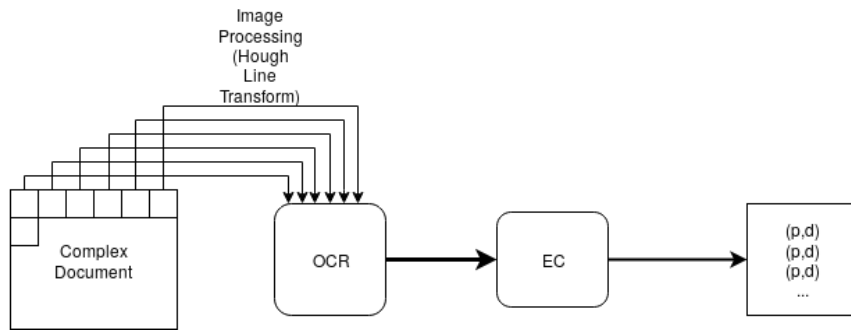 Image
Processing
(Hough
Line
Transform)
Complex
Document
OCR
EC
(p,d)
(p,d)
(p,d)
...